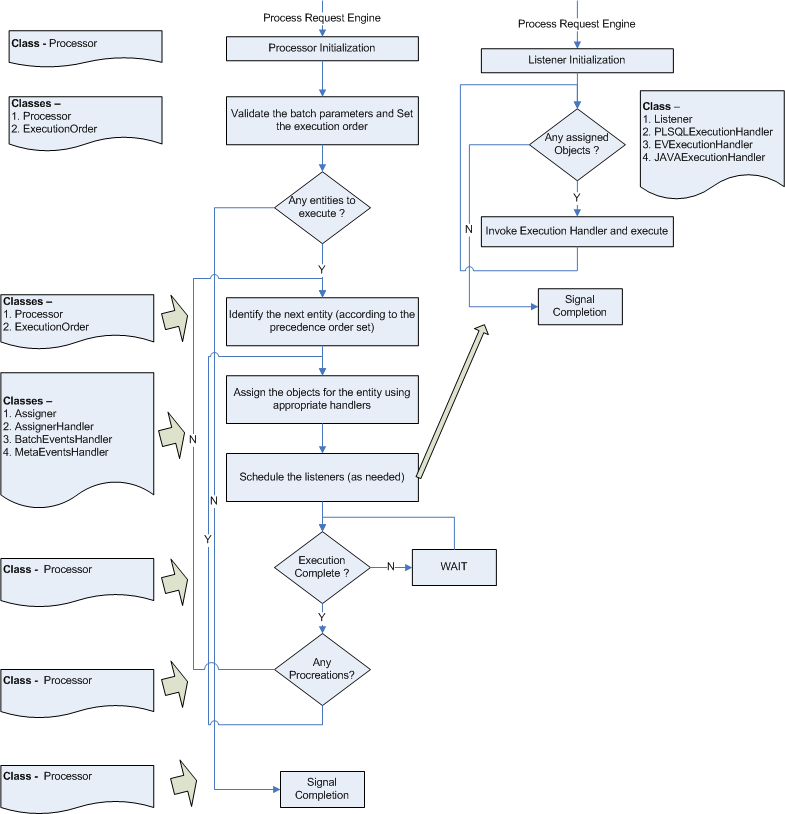 Process Request Engine
Process Request Engine
Class - Processor
Processor Initialization
Listener Initialization
Classes –
1. Processor
2. ExecutionOrder
Validate the batch parameters and Set
the execution order
Class –
1. Listener
2. PLSQLExecutionHandler
3. EVExecutionHandler
4. JAVAExecutionHandler
Any assigned
Objects ?
Y
N
Any entities to
execute ?
Y
Invoke Execution Handler and execute
Signal
Completion
Classes –
1. Processor
2. ExecutionOrder
Identify the next entity (according to the
precedence order set)
Assign the objects for the entity using
appropriate handlers
Classes –
1. Assigner
2. AssignerHandler
3. BatchEventsHandler
4. MetaEventsHandler
N
Schedule the listeners (as needed)
N
Y
Execution
Complete ?
N
WAIT
Class - Processor
Y
Any
Procreations?
Class - Processor
Class - Processor
Signal
Completion